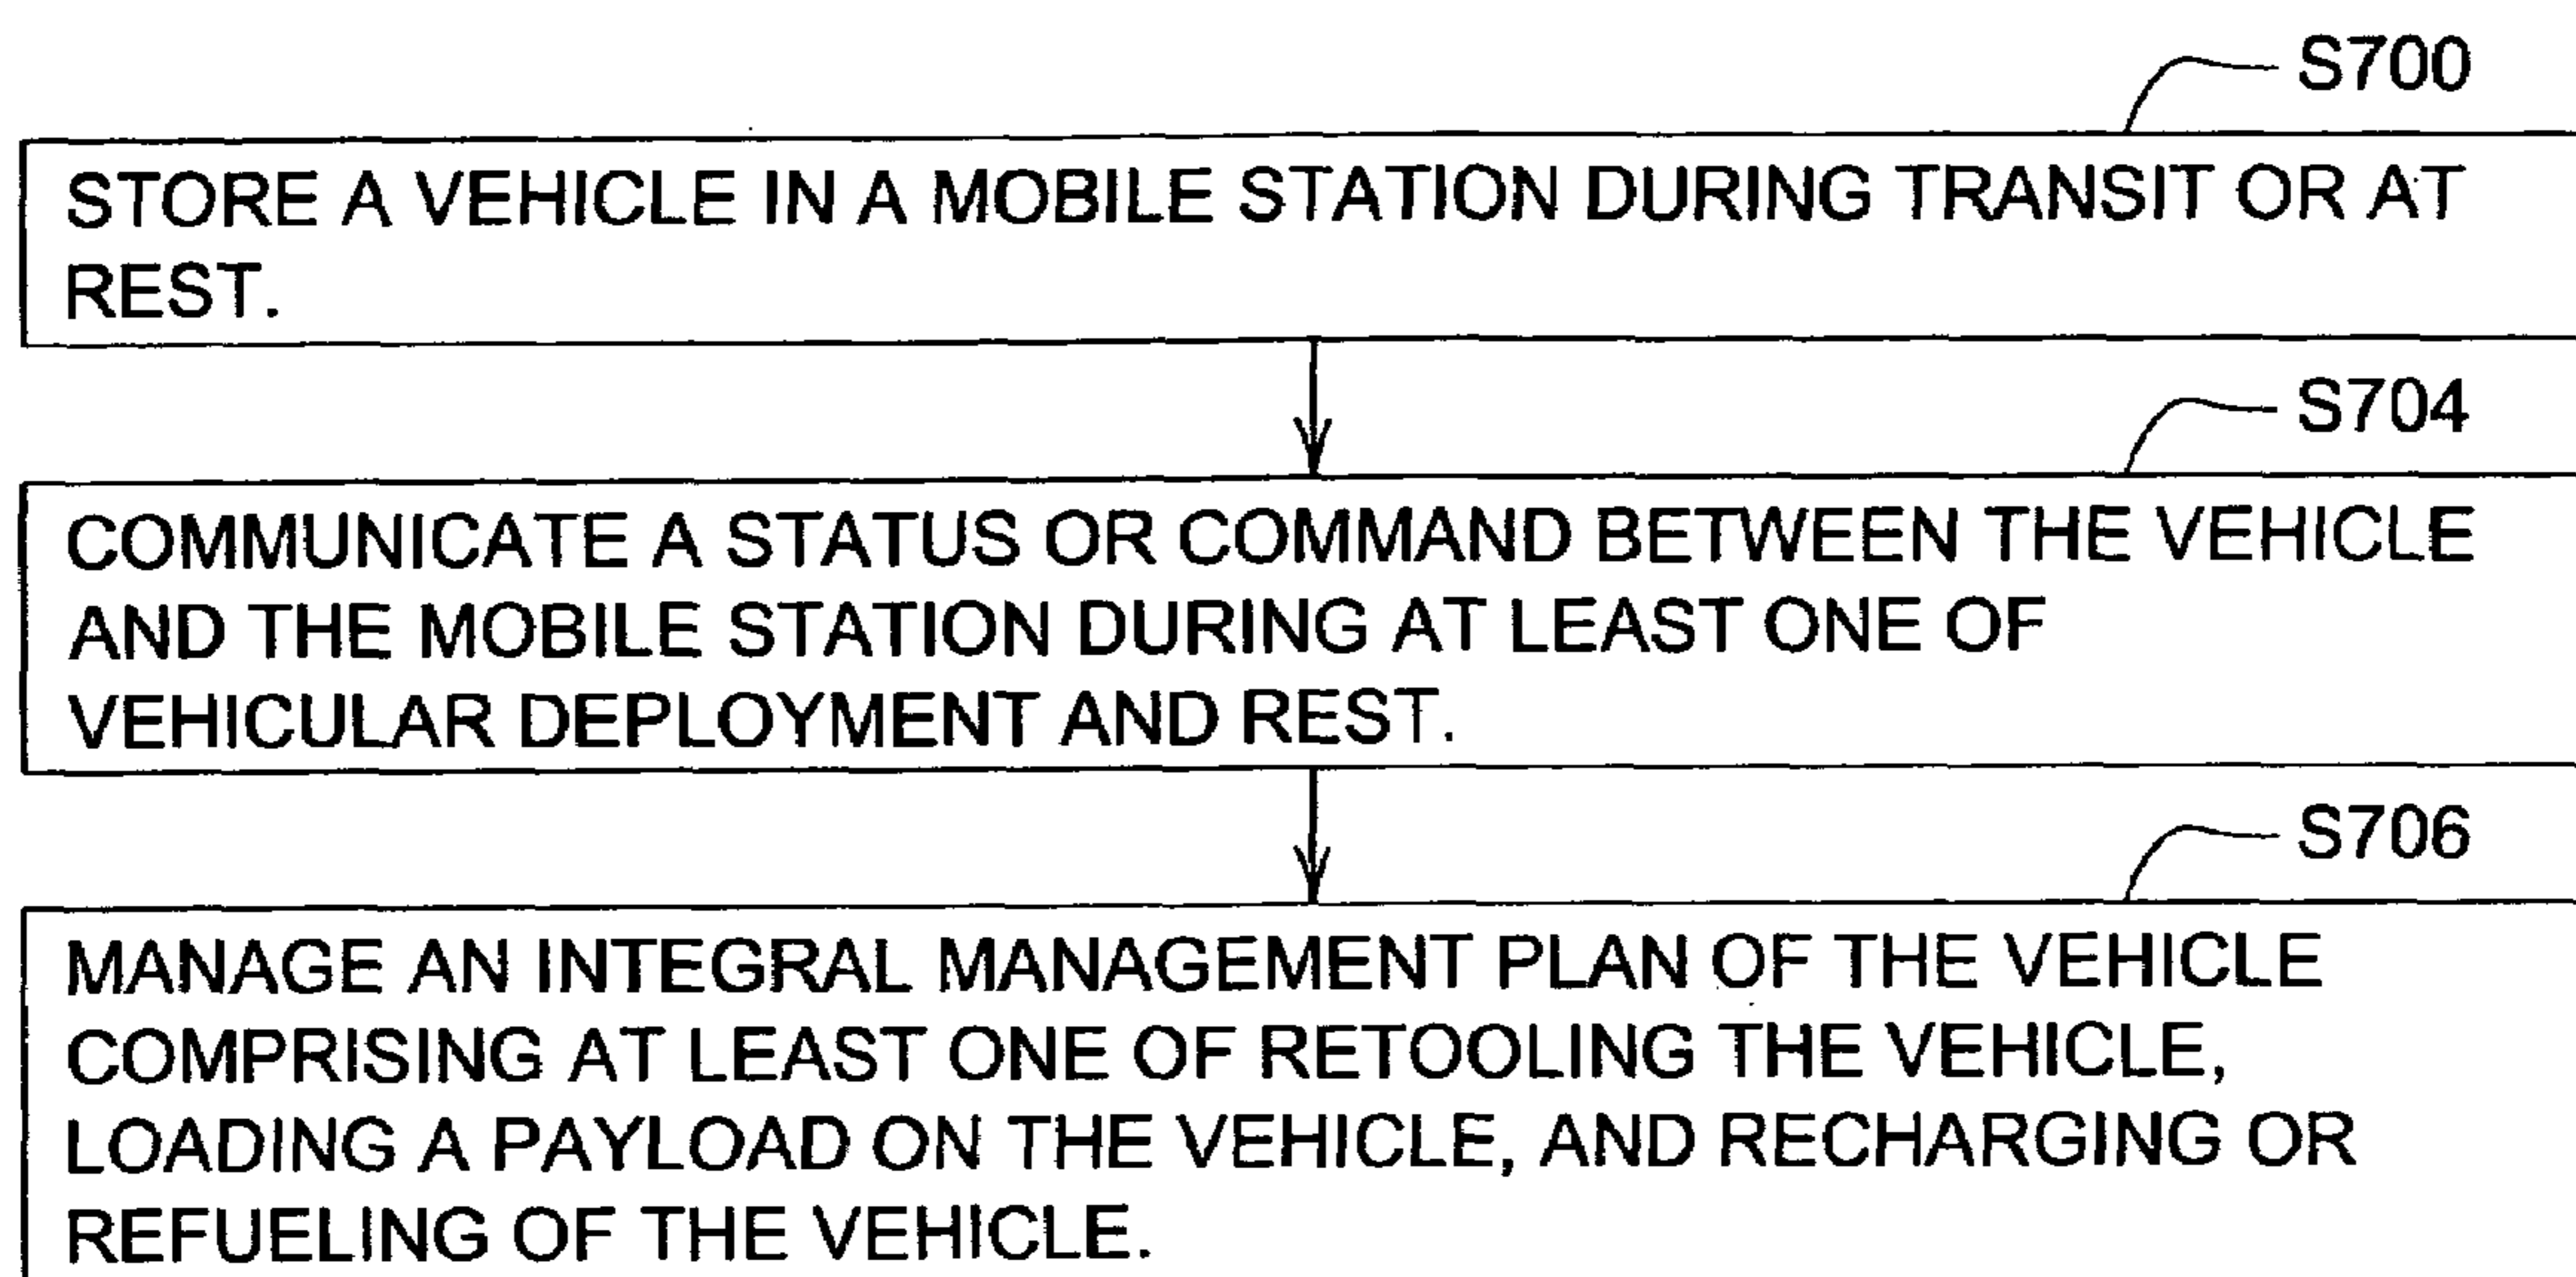 S700
STORE A VEHICLE IN A MOBILE STATION DURING TRANSIT OR AT
REST.
S704
COMMUNICATE A STATUS OR COMMAND BETWEEN THE VEHICLE
AND THE MOBILE STATION DURING AT LEAST ONE OF
VEHICULAR DEPLOYMENT AND REST.
S706
MANAGE AN INTEGRAL MANAGEMENT PLAN OF THE VEHICLE
COMPRISING AT LEAST ONE OF RETOOLING THE VEHICLE,
LOADING A PAYLOAD ON THE VEHICLE, AND RECHARGING OR
REFUELING OF THE VEHICLE.